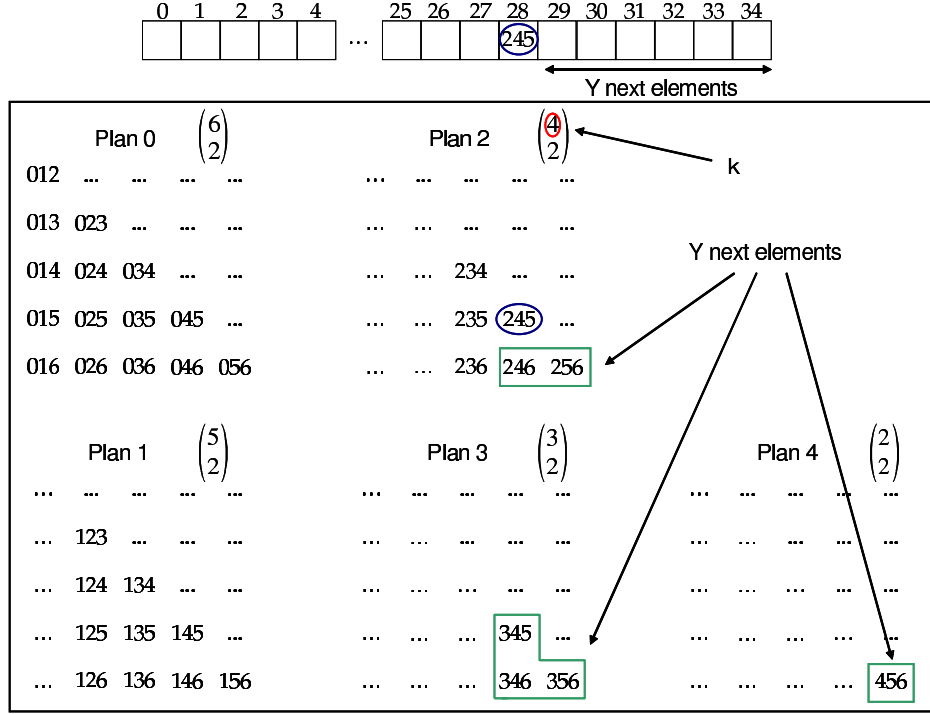 0 1 2 3 4 25 26 27 28 29 30 31 32 33 34
... 245
Y next elements
Plan 0 (6 2) Plan 2 (4 2)
k
012 ... ... ... ... ... ... ... ... ...
013 023 ... ... ... ... ... ... ... ...
Y next elements
014 024 034 ... ... ... ... 234 ... ...
015 025 035 045 ... ... ... 235 245 ...
016 026 036 046 056 ... ... 236 246 256
Plan 1 (5 2) Plan 3 (3 2) Plan 4 (2 2)
... ... ... ... ... ... ... ... ... ... ... ... ... ... ...
... 123 ... ... ... ... ... ... ... ... ... ... ... ... ...
... 124 134 ... ... ... ... ... ... ... ... ... ... ... ...
... 125 135 145 ... ... ... ... 345 ... ... ... ... ... ...
... 126 136 146 156 ... ... ... 346 356 ... ... ... ... 456